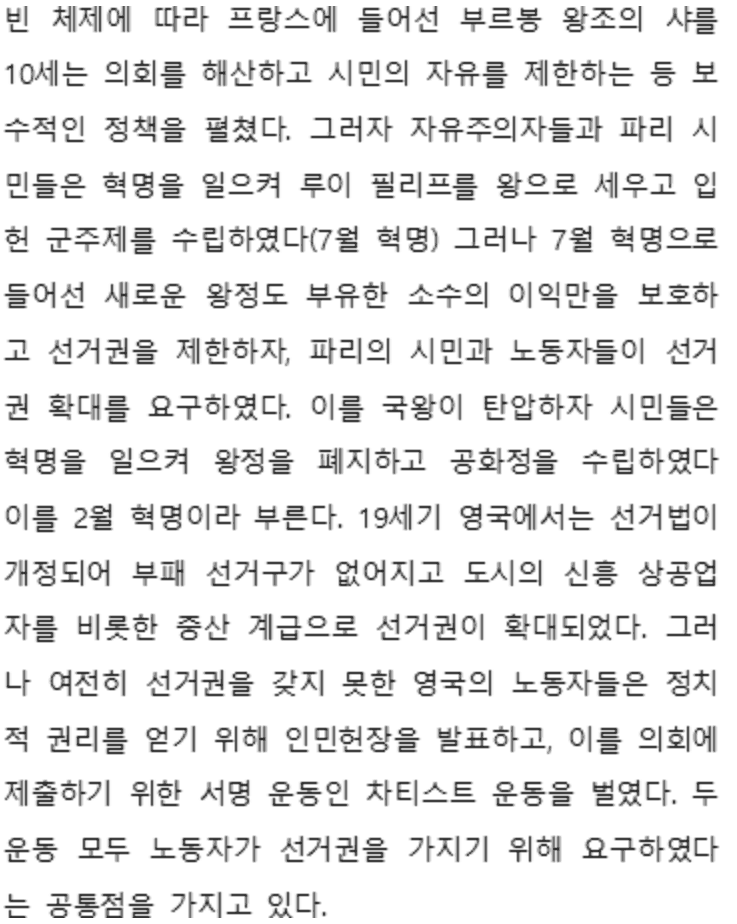 빈 체제에 따라 프랑스에 들어선 부르봉 왕조의 샤를
10세는 의회를 해산하고 시민의 자유를 제한하는 등 보
수적인 정책을 펼쳤다. 그러자 자유주의자들과 파리 시
민들은 혁명을 일으켜 루이 필리프를 왕으로 세우고 입
헌 군주제를 수립하였다(7월 혁명) 그러나 7월 혁명으로
들어선 새로운 왕정도 부유한 소수의 이익만을 보호하
고 선거권을 제한하자, 파리의 시민과 노동자들이 선거
권 확대를 요구하였다. 이를 국왕이 탄압하자 시민들은
혁명을 일으켜 왕정을 폐지하고 공화정을 수립하였다
이를 2월 혁명이라 부른다. 19세기 영국에서는 선거법이
개정되어 부패 선거구가 없어지고 도시의 신흥 상공업
자를 비롯한 중산 계급으로 선거권이 확대되었다. 그러
나 여전히 선거권을 갖지 못한 영국의 노동자들은 정치
적 권리를 얻기 위해 인민헌장을 발표하고, 이를 의회에
제출하기 위한 서명 운동인 차티스트 운동을 벌였다. 두
운동 모두 노동자가 선거권을 가지기 위해 요구하였다
는 공통점을 가지고 있다.